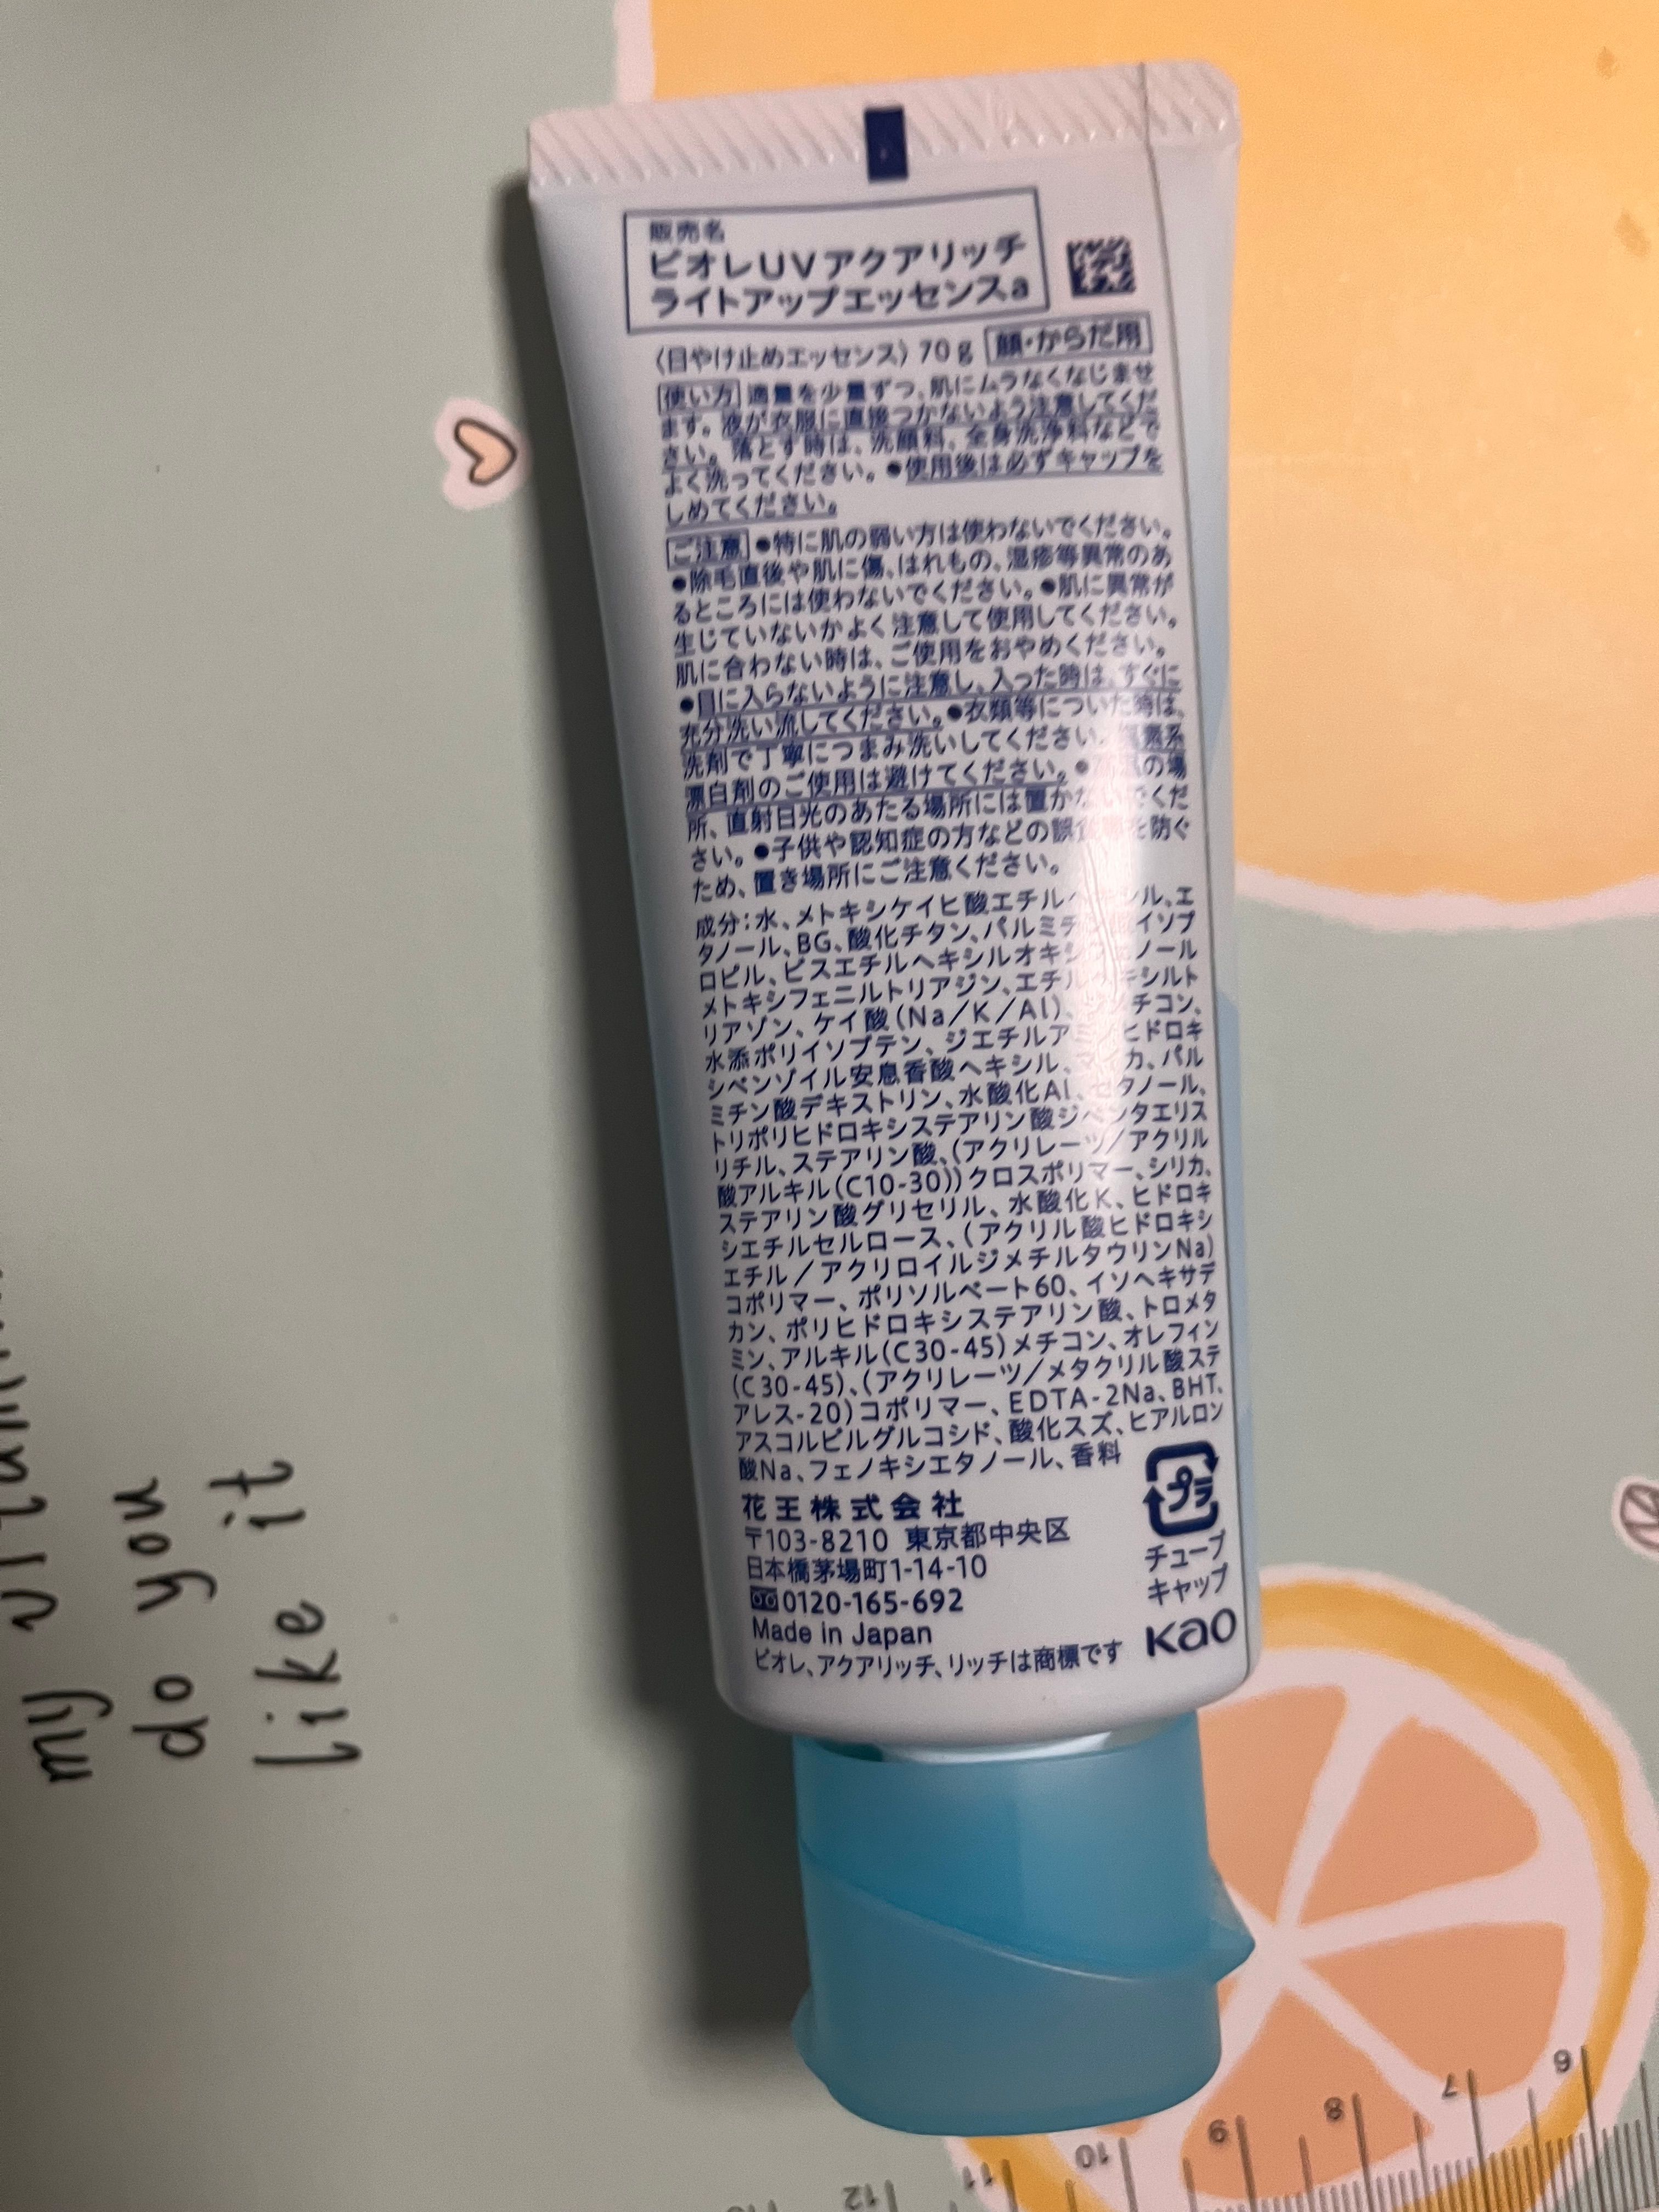 販売名
ビオレUVアクアリッチ
ライトアップエッセンスa
〈日やけ止めエッセンス〉70g 顔・からだ用
使い方 適量を少量ずつ、肌にムラなくなじませ
ます。液が衣服に直接つかないよう注意してくだ
さい。落とす時は、洗顔料、全身洗浄料などで
よく洗ってください。●使用後は必ずキャップを
しめてください。
ご注意 ●特に肌の弱い方は使わないでください。
●除毛直後や肌に傷、はれもの、湿疹等異常のあ
るところには使わないでください。●肌に異常が
生じていないかよく注意して使用してください。
肌に合わない時は、ご使用をおやめください。
●目に入らないように注意し、入った時は、すぐに
充分洗い流してください。●衣類等についた時は、
洗剤で丁寧につまみ洗いしてください。塩素系
漂白剤のご使用は避けてください。●の場
所、直射日光のあたる場所には置かないでくだ
さい。●子供や認知症の方などの誤食等を防ぐ
ため、置き場所にご注意ください。
成分:水、メトキシケイヒ酸エチルヘキシル、エ
タノール、BG、酸化チタン、パルミチン酸イソプ
ロピル、ビスエチルヘキシルオキシフェノール
メトキシフェニルトリアジン、エチルヘキシルト
リアゾン、ケイ酸(Na/K/Al)、ジメチコン、
水添ポリイソブテン、ジエチルアミノヒドロキ
シベンゾイル安息香酸ヘキシル、マイカ、パル
ミチン酸デキストリン、水酸化Al、セタノール、
トリポリヒドロキシステアリン酸ジペンタエリス
リチル、ステアリン酸、(アクリレーツ/アクリル
酸アルキル(C10-30))クロスポリマー、シリカ、
ステアリン酸グリセリル、水酸化K、ヒドロキ
シエチルセルロース、(アクリル酸ヒドロキシ
エチル/アクリロイルジメチルタウリンNa)
コポリマー、ポリソルベート60、イソヘキサデ
カン、ポリヒドロキシステアリン酸、トロメタ
ミン、アルキル(C30-45)メチコン、オレフィン
(C30-45)、(アクリレーツ/メタクリル酸ステ
アレス-20)コポリマー、EDTA-2Na、BHT、
アスコルビルグルコシド、酸化スズ、ヒアルロン
酸Na、フェノキシエタノール、香料
花王株式会社
〒103-8210 東京都中央区
日本橋茅場町1-14-10
0120-165-692
Made in Japan
ビオレ、アクアリッチ、リッチは商標です
プラ
チューブ
キャップ
Kao
my
do you
like it
6
7
8
9
10
11
12